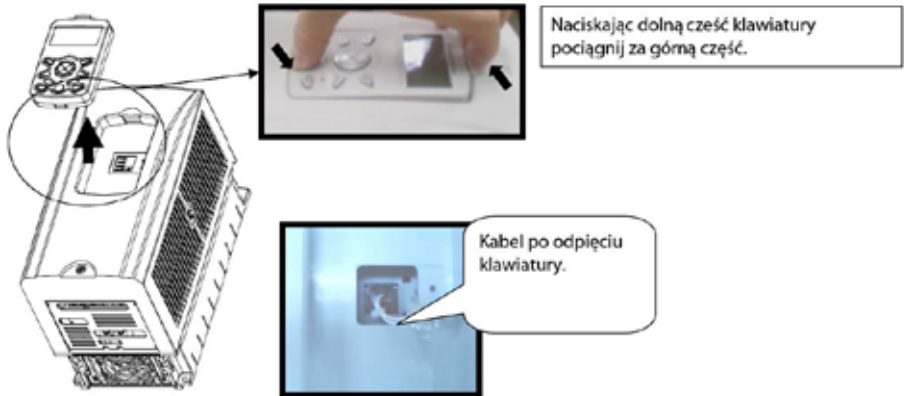 Naciskając dolną cześć klawiatury
pociągnij za górną część.
Kabel po odpięciu
klawiatury.